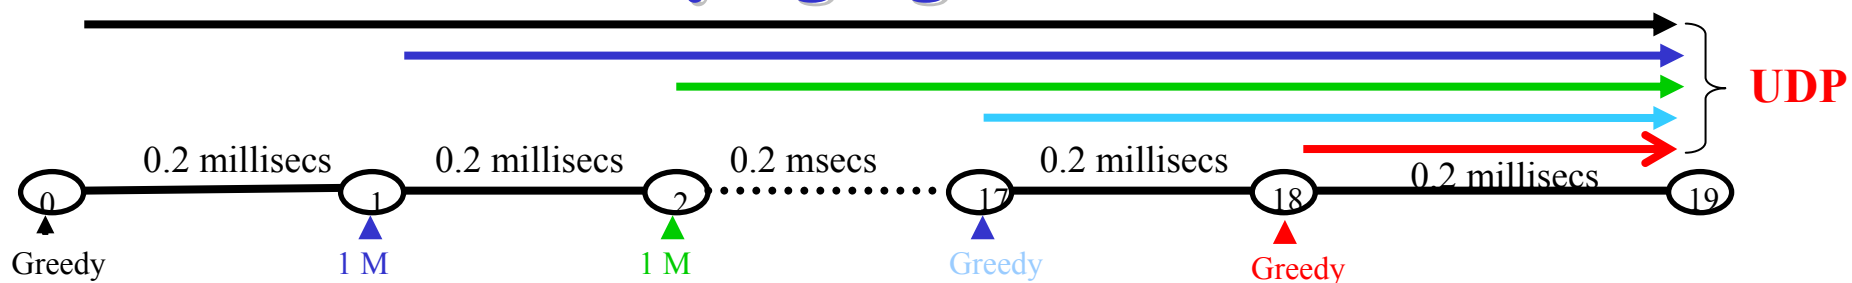 UDP
0.2 millisecs 0.2 millisecs 0.2 msecs 0.2 millisecs 0.2 millisecs
0 1 2 17 18 19
Greedy 1 M 1 M Greedy Greedy